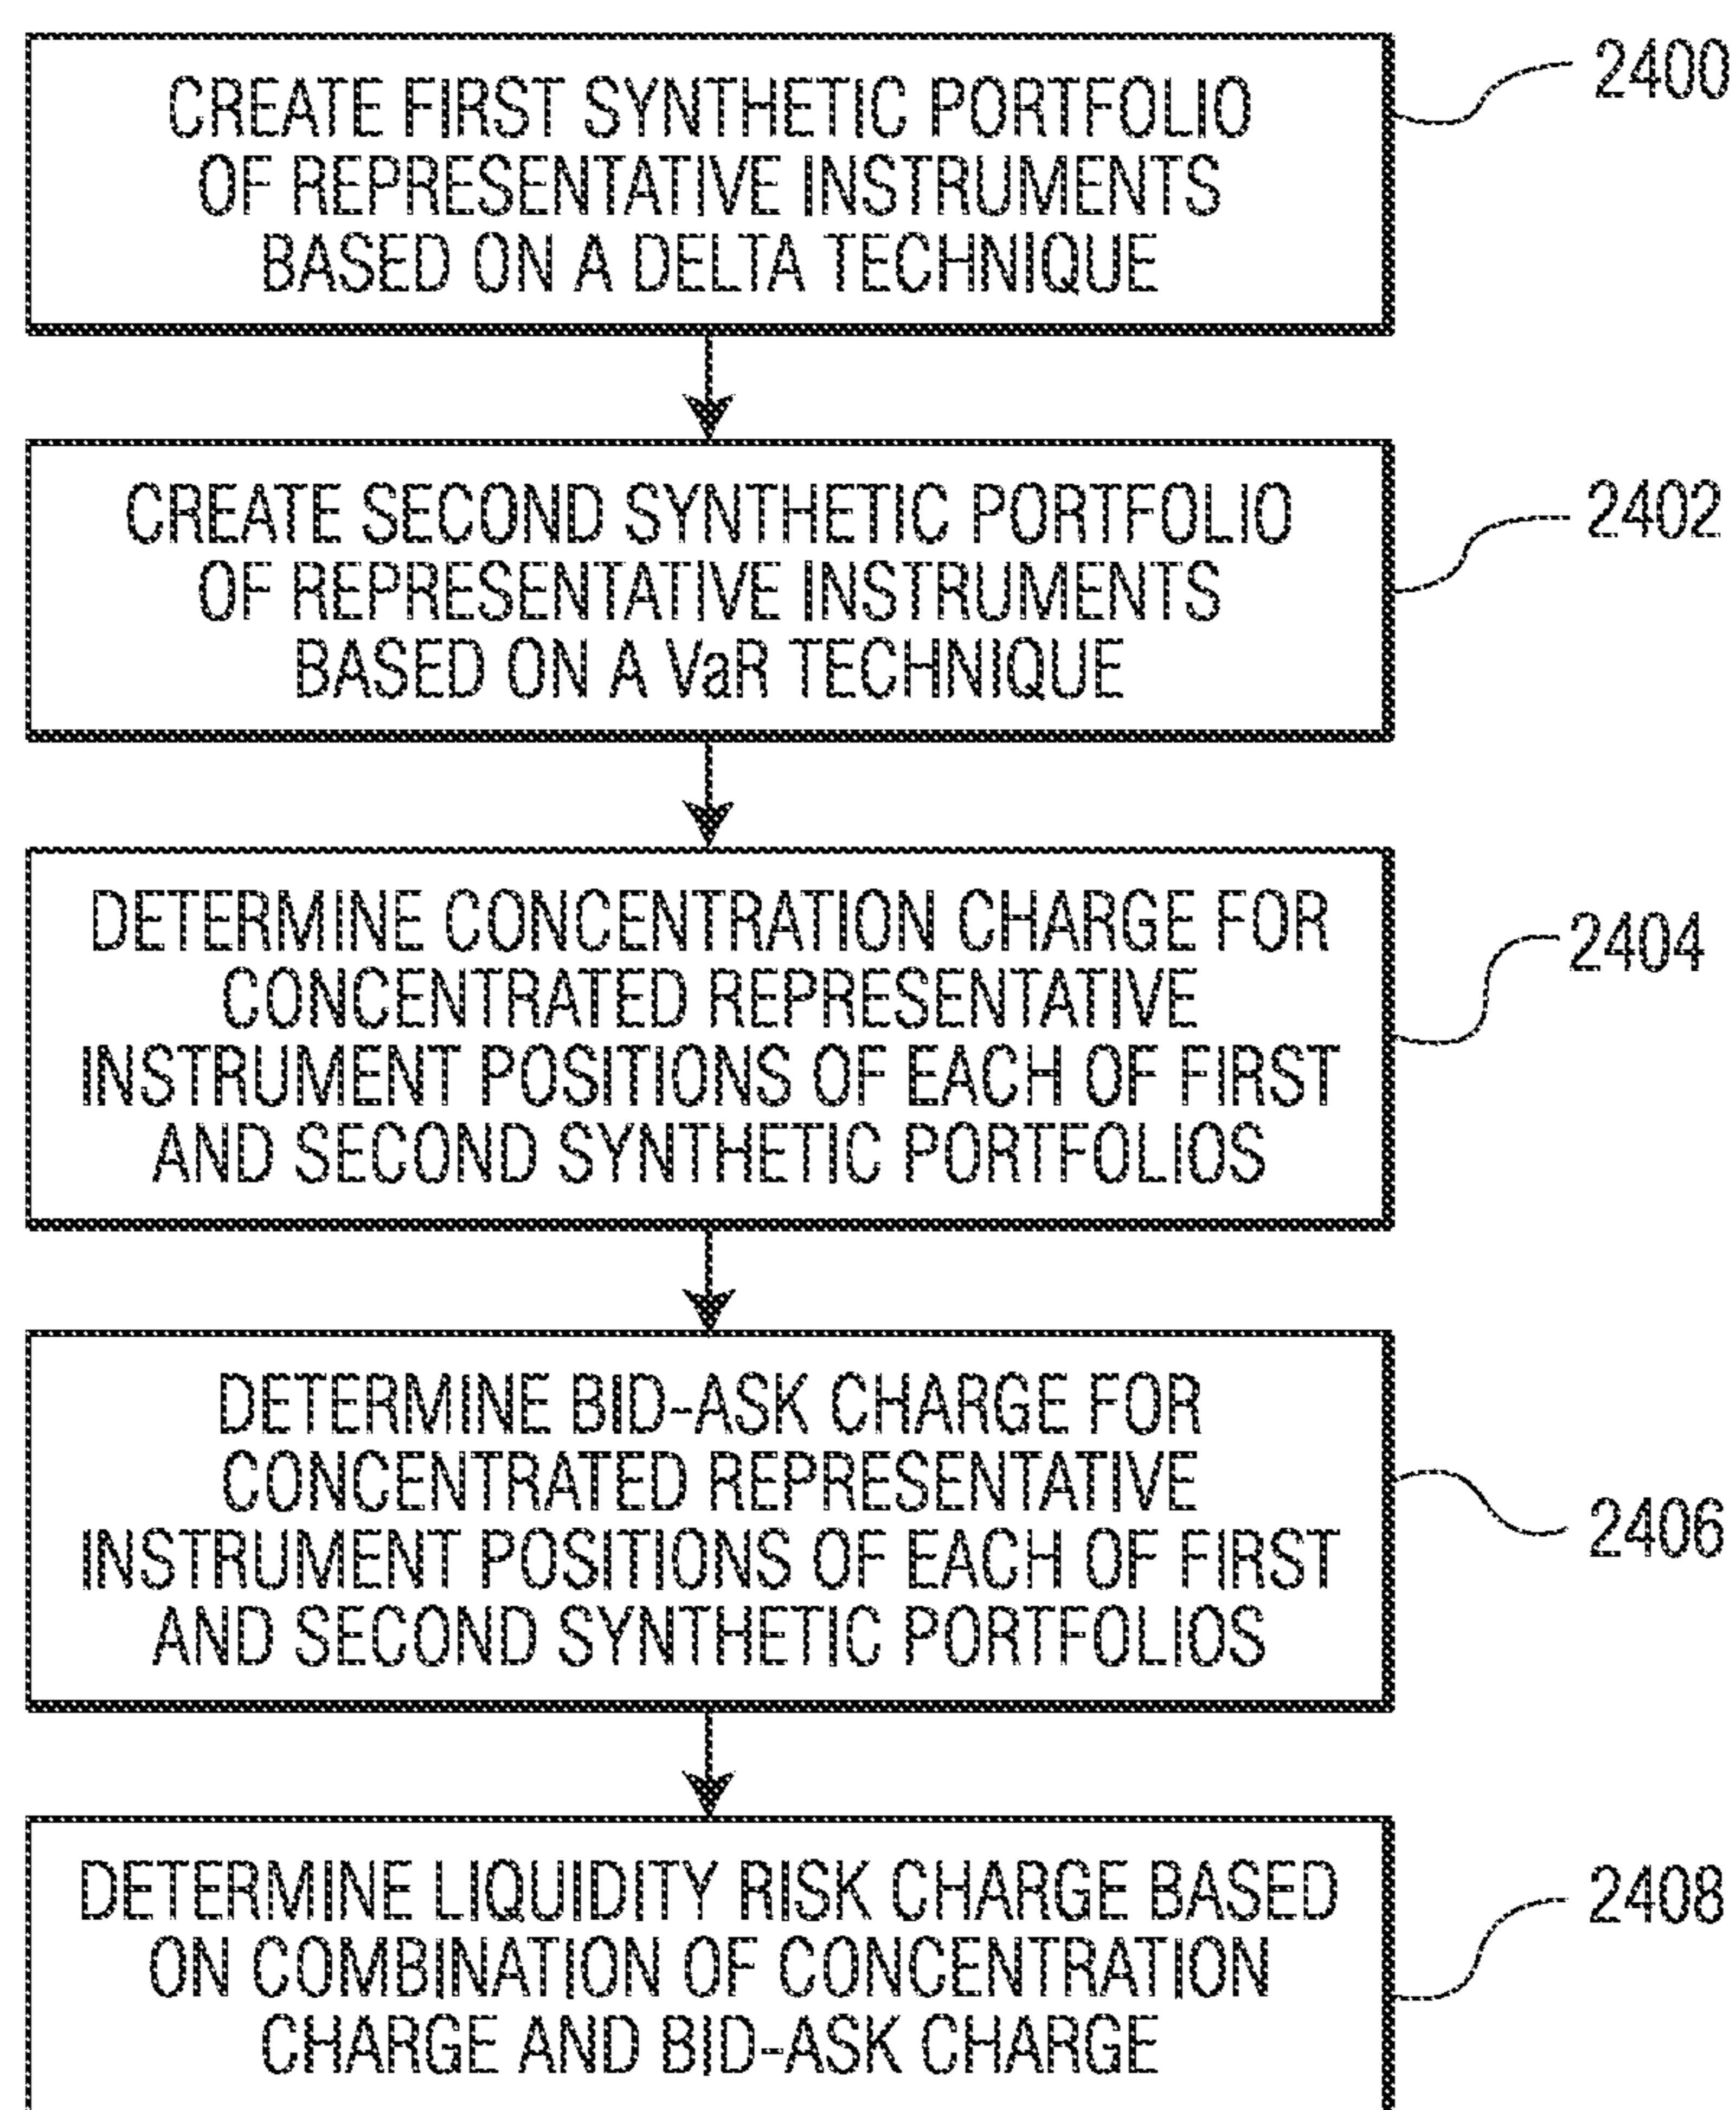 CREATE FIRST SYNTHETIC PORTFOLIO
OF REPRESENTATIVE INSTRUMENTS
BASED ON A DELTA TECHNIQUE
2400
CREATE SECOND SYNTHETIC PORTFOLIO
OF REPRESENTATIVE INSTRUMENTS
BASED ON A VaR TECHNIQUE
2402
DETERMINE CONCENTRATION CHARGE FOR
CONCENTRATED REPRESENTATIVE
INSTRUMENT POSITIONS OF EACH OF FIRST
AND SECOND SYNTHETIC PORTFOLIOS
2404
DETERMINE BID-ASK CHARGE FOR
CONCENTRATED REPRESENTATIVE
INSTRUMENT POSITIONS OF EACH OF FIRST
AND SECOND SYNTHETIC PORTFOLIOS
2406
DETERMINE LIQUIDITY RISK CHARGE BASED
ON COMBINATION OF CONCENTRATION
CHARGE AND BID-ASK CHARGE
2408